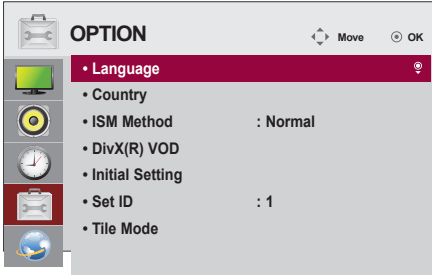 OPTION Move OK
• Language
• Country
• ISM Method : Normal
• DivX(R) VOD
• Initial Setting
• Set ID : 1
• Tile Mode